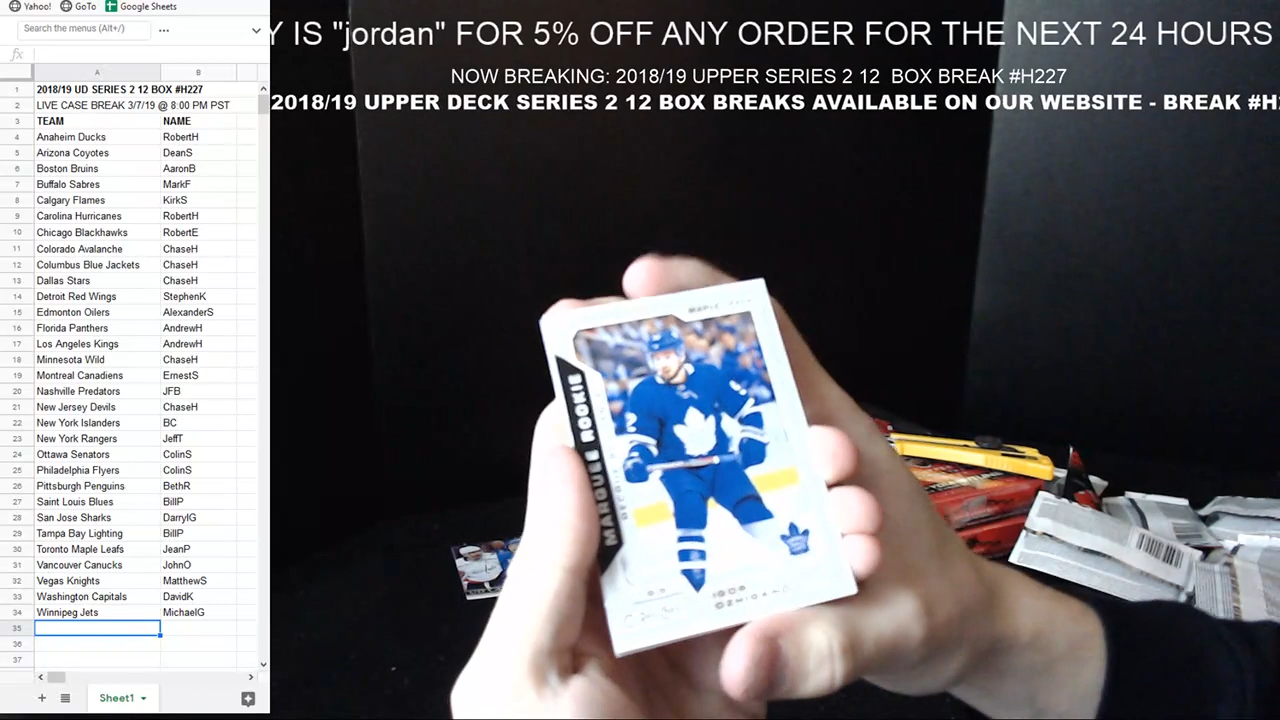 Yahoo! GoTo Google Sheets
Search the menus (Alt+/)
fx
A B
1 2018/19 UD SERIES 2 12 BOX #H227
2 LIVE CASE BREAK 3/7/19 @ 8:00 PM PST
3 TEAM NAME
4 Anaheim Ducks RobertH
5 Arizona Coyotes DeanS
6 Boston Bruins AaronB
7 Buffalo Sabres MarkF
8 Calgary Flames KirkS
9 Carolina Hurricanes RobertH
10 Chicago Blackhawks RobertE
11 Colorado Avalanche ChaseH
12 Columbus Blue Jackets ChaseH
13 Dallas Stars ChaseH
14 Detroit Red Wings StephenK
15 Edmonton Oilers AlexanderS
16 Florida Panthers AndrewH
17 Los Angeles Kings AndrewH
18 Minnesota Wild ChaseH
19 Montreal Canadiens ErnestS
20 Nashville Predators JFB
21 New Jersey Devils ChaseH
22 New York Islanders BC
23 New York Rangers JeffT
24 Ottawa Senators ColinS
25 Philadelphia Flyers ColinS
26 Pittsburgh Penguins BethR
27 Saint Louis Blues BillP
28 San Jose Sharks DarrylG
29 Tampa Bay Lighting BillP
30 Toronto Maple Leafs JeanP
31 Vancouver Canucks JohnO
32 Vegas Knights MatthewS
33 Washington Capitals DavidK
34 Winnipeg Jets MichaelG
35
36
37
Sheet1
Y IS "jordan" FOR 5% OFF ANY ORDER FOR THE NEXT 24 HOURS
NOW BREAKING: 2018/19 UPPER SERIES 2 12 BOX BREAK #H227
2018/19 UPPER DECK SERIES 2 12 BOX BREAKS AVAILABLE ON OUR WEBSITE - BREAK #H
MARQUEE ROOKIE